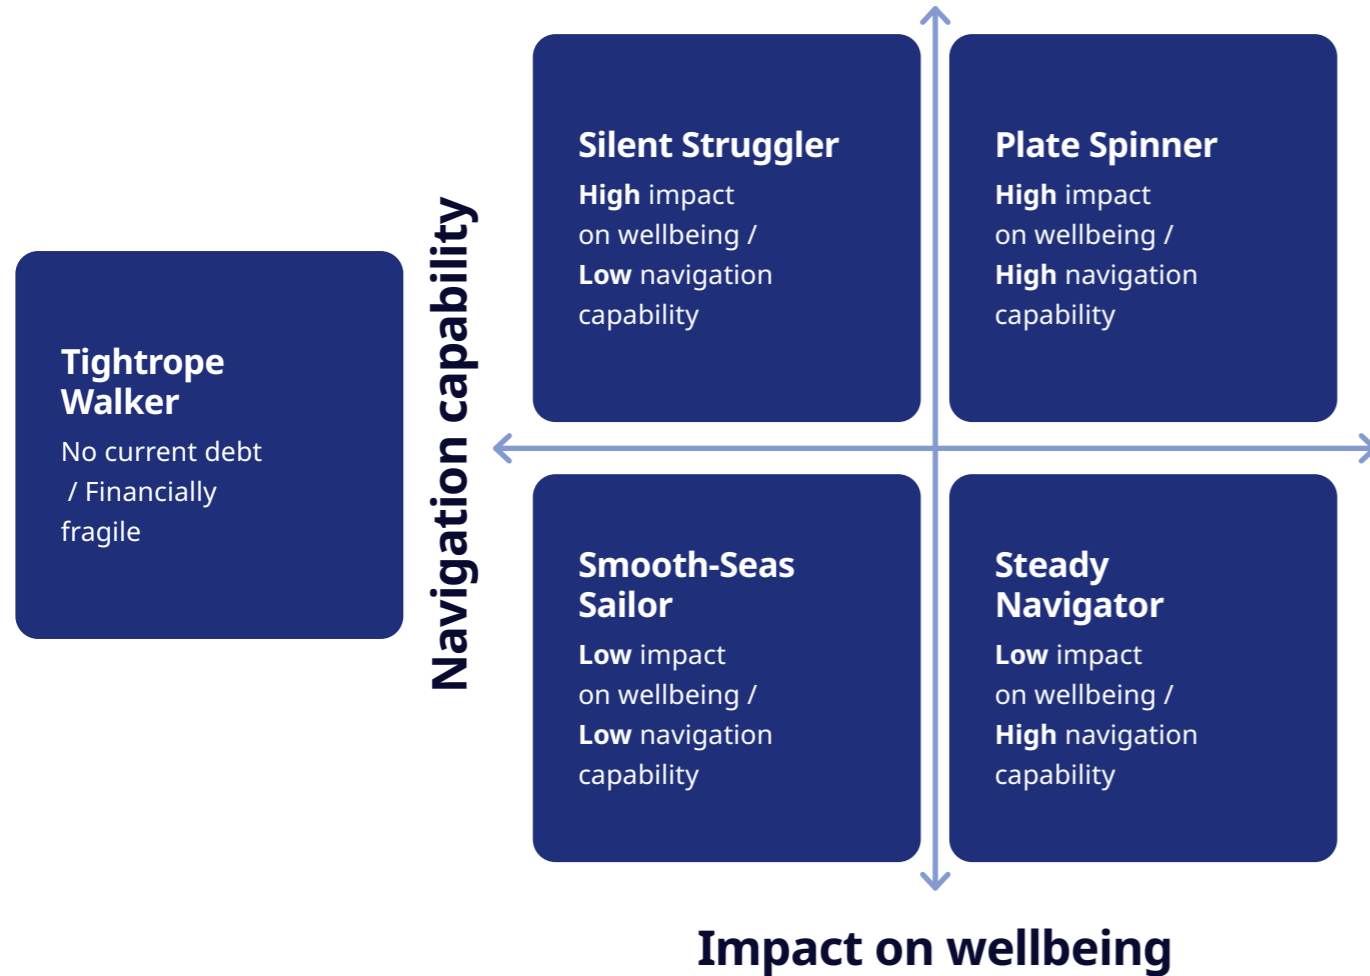 Tightrope
Walker
No current debt
/ Financially
fragile
Navigation capability
Silent Struggler
High impact
on wellbeing /
Low navigation
capability
Plate Spinner
High impact
on wellbeing /
High navigation
capability
Smooth-Seas
Sailor
Low impact
on wellbeing /
Low navigation
capability
Steady
Navigator
Low impact
on wellbeing /
High navigation
capability
Impact on wellbeing